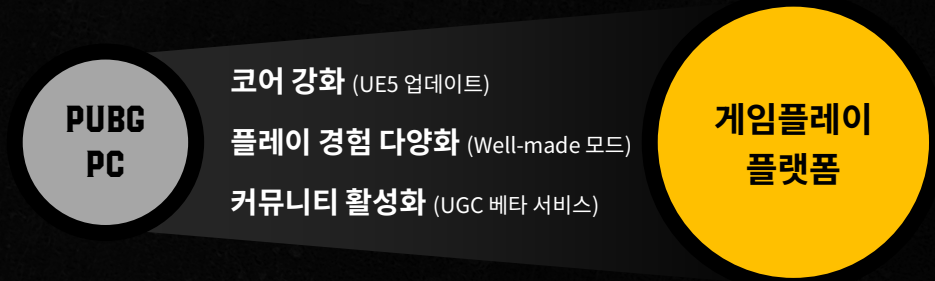 PUBG
PC
코어 강화 (UE5 업데이트)
플레이 경험 다양화 (Well-made 모드)
커뮤니티 활성화 (UGC 베타 서비스)
게임플레이
플랫폼